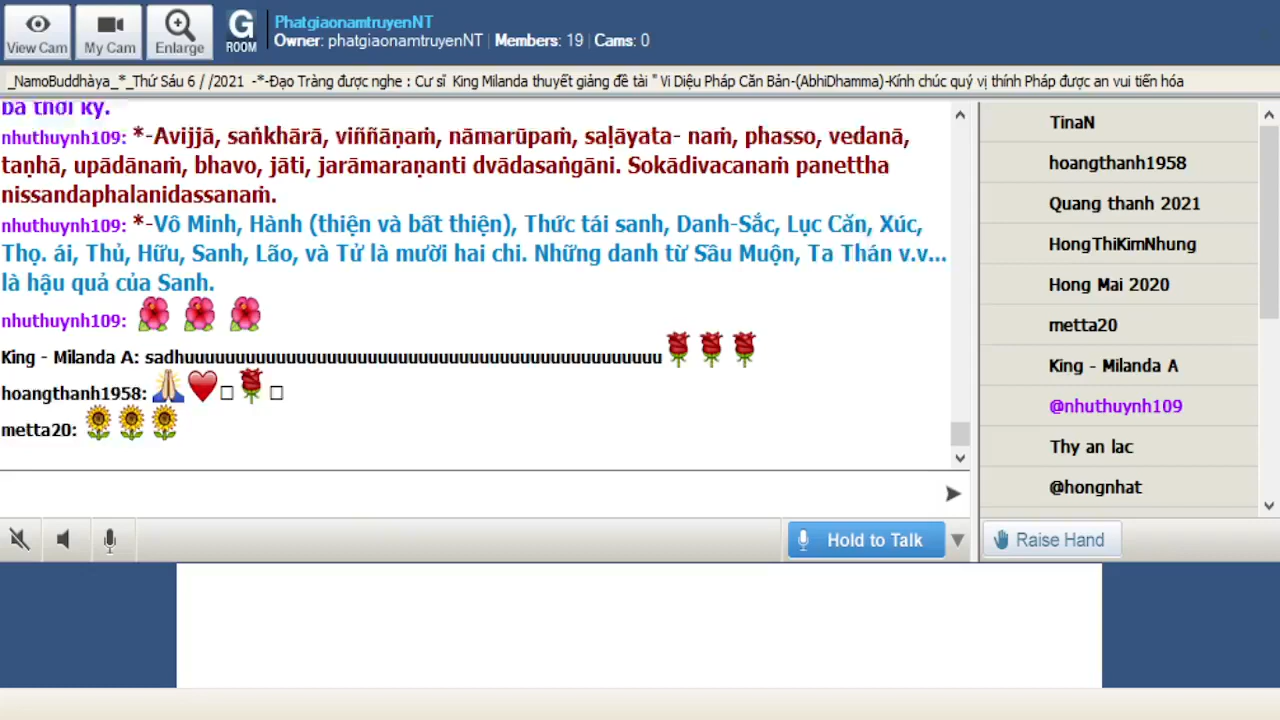 View Cam
My Cam
Enlarge
G
ROOM
PhatgiaonamtruyenNT
Owner: phatgiaonamtruyenNT | Members: 19 | Cams: 0
_NamoBuddhàya_*_Thứ Sáu 6 / /2021 -*-Đạo Tràng được nghe : Cư sĩ King Milanda thuyết giảng đề tài " Vi Diệu Pháp Căn Bản-(AbhiDhamma)-Kính chúc quý vị thính Pháp được an vui tiến hóa
ba thời kỳ.
nhuthuynh109: *-Avijjā, saṅkhārā, viññāṇaṁ, nāmarūpaṁ, saḷāyata- naṁ, phasso, vedanā,
taṇhā, upādānaṁ, bhavo, jāti, jarāmaraṇanti dvādasaṅgāni. Sokādivacanaṁ panettha
nissandaphalanidassanaṁ.
nhuthuynh109: *-Vô Minh, Hành (thiện và bất thiện), Thức tái sanh, Danh-Sắc, Lục Căn, Xúc,
Thọ. ái, Thủ, Hữu, Sanh, Lão, và Tử là mười hai chi. Những danh từ Sầu Muộn, Ta Thán v.v...
là hậu quả của Sanh.
nhuthuynh109:
King - Milanda A: sadhuuuuuuuuuuuuuuuuuuuuuuuuuuuuuuuuuuuuuuuuuuuuuuu
hoangthanh1958:
metta20:
TinaN
hoangthanh1958
Quang thanh 2021
HongThiKimNhung
Hong Mai 2020
metta20
King - Milanda A
@nhuthuynh109
Thy an lac
@hongnhat
Hold to Talk
Raise Hand